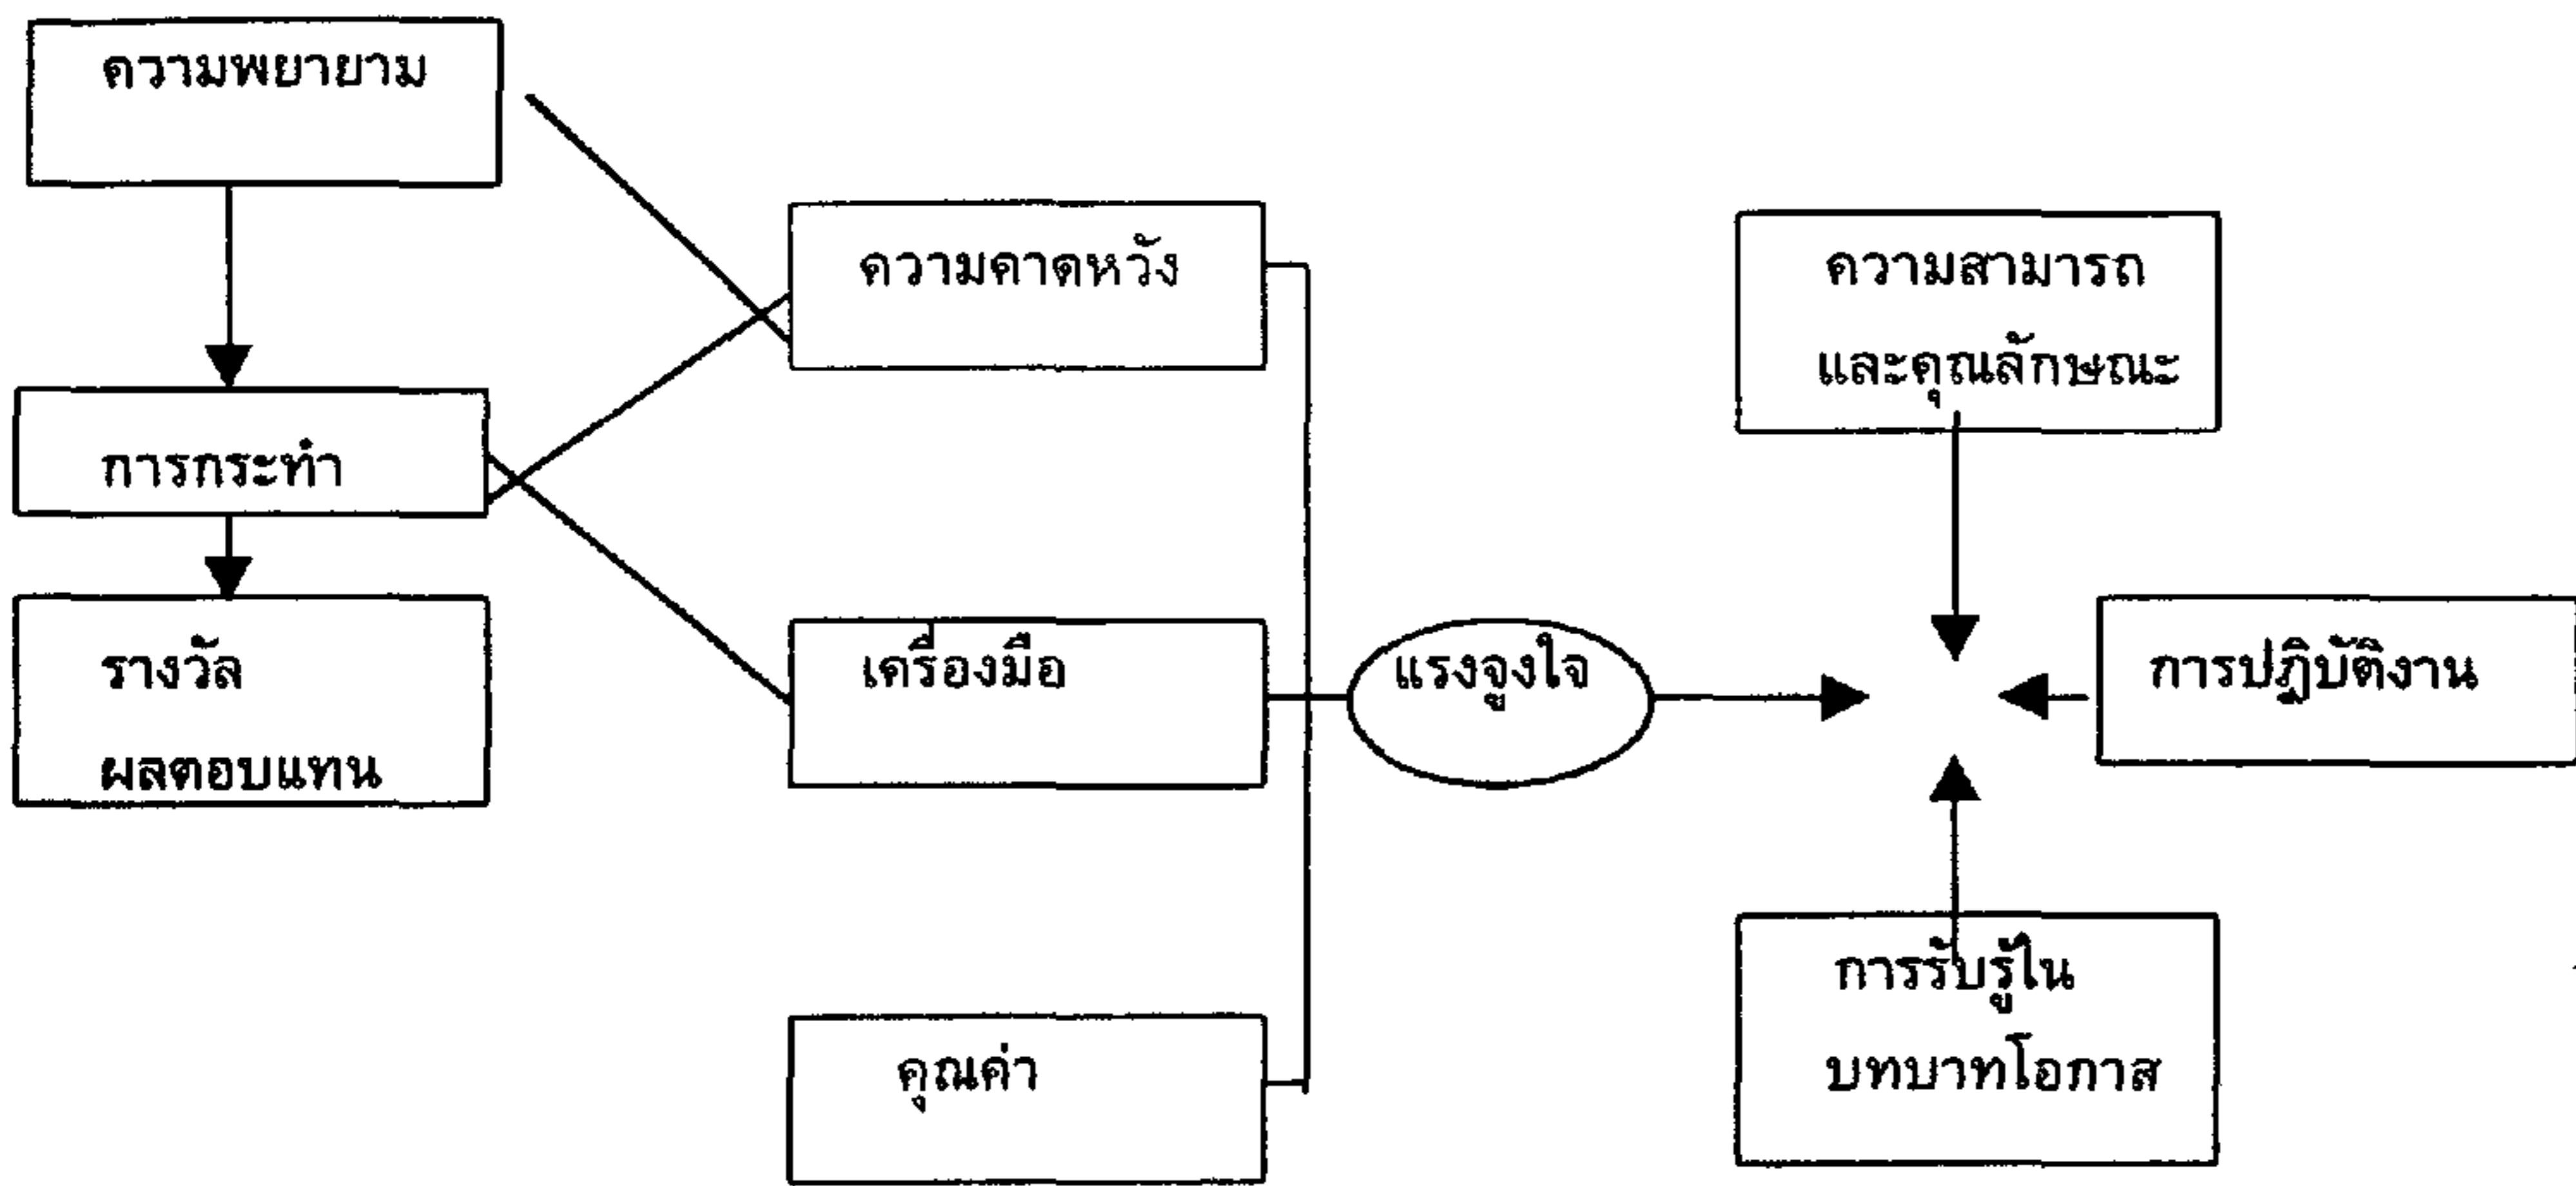 ความพยายาม
การกระทำ
รางวัล
ผลตอบแทน
ความคาดหวัง
เครื่องมือ
คุณค่า
แรงจูงใจ
ความสามารถ
และคุณลักษณะ
การปฏิบัติงาน
การรับรู้ใน
บทบาทโอกาส